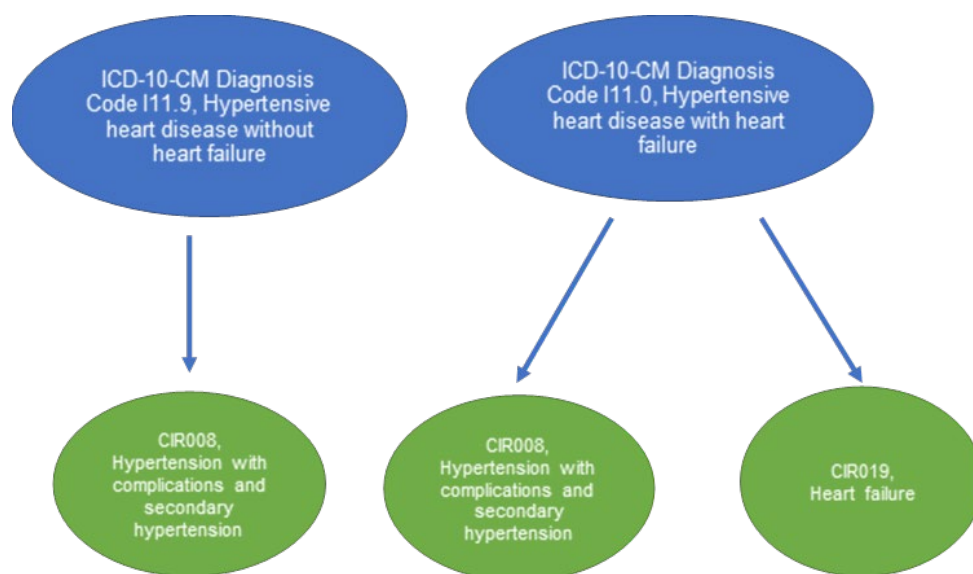 ICD-10-CM Diagnosis
Code I11.9, Hypertensive
heart disease without
heart failure
ICD-10-CM Diagnosis
Code I11.0, Hypertensive
heart disease with heart
failure
CIR008,
Hypertension with
complications and
secondary
hypertension
CIR008,
Hypertension with
complications and
secondary
hypertension
CIR019,
Heart failure